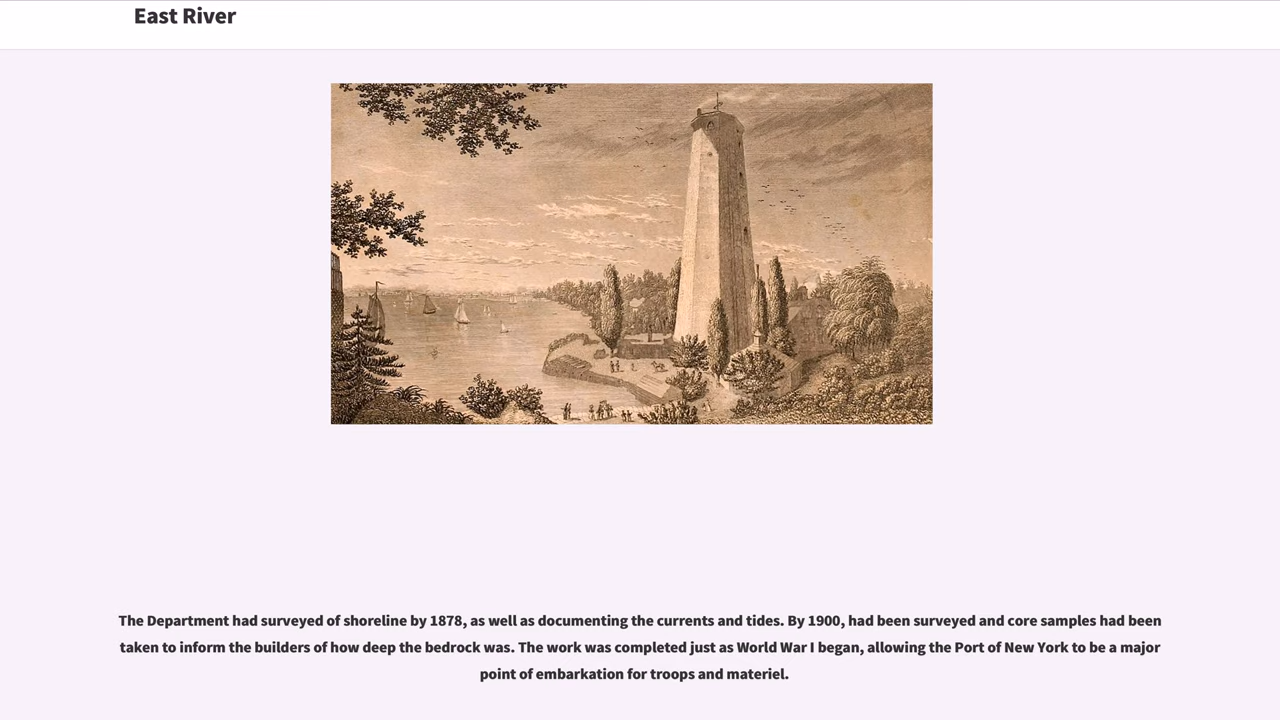 East River
The Department had surveyed of shoreline by 1878, as well as documenting the currents and tides. By 1900, had been surveyed and core samples had been
taken to inform the builders of how deep the bedrock was. The work was completed just as World War I began, allowing the Port of New York to be a major
point of embarkation for troops and materiel.